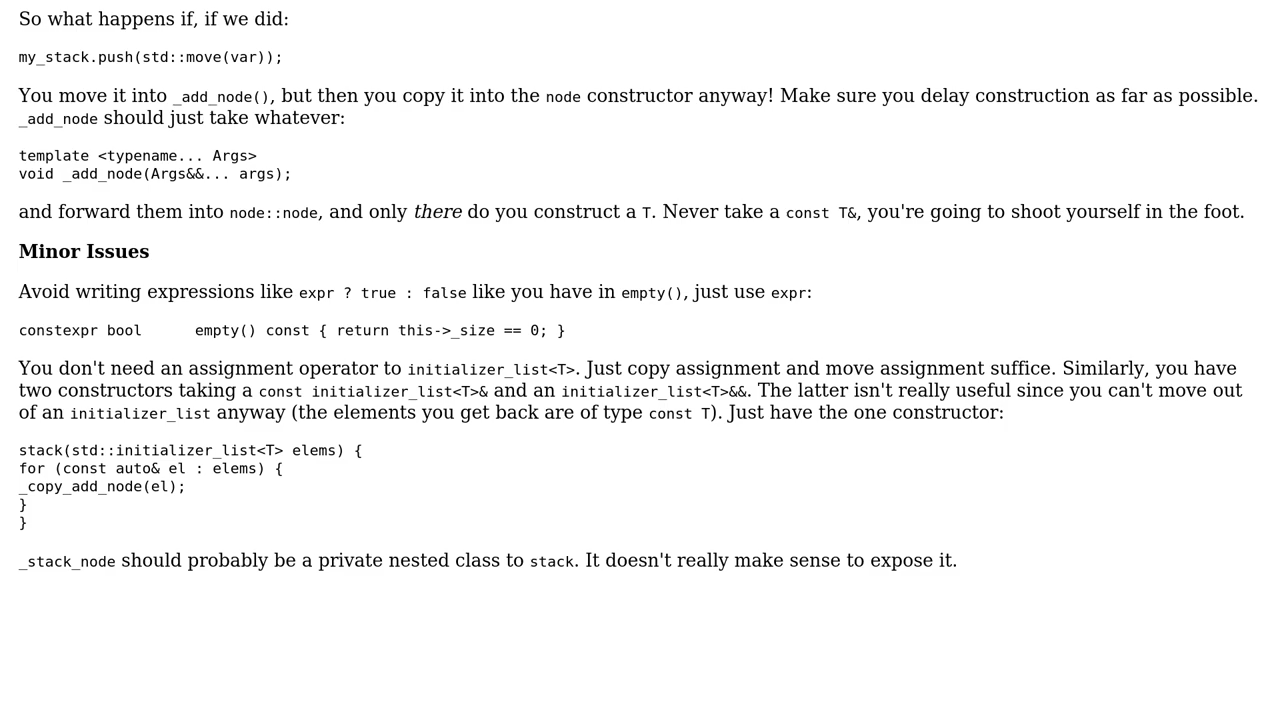 So what happens if, if we did:
my_stack.push(std::move(var));
You move it into _add_node(), but then you copy it into the node constructor anyway! Make sure you delay construction as far as possible.
_add_node should just take whatever:
template <typename... Args>
void _add_node(Args&&... args);
and forward them into node::node, and only there do you construct a T. Never take a const T&, you're going to shoot yourself in the foot.
Minor Issues
Avoid writing expressions like expr ? true : false like you have in empty(), just use expr:
constexpr bool      empty() const { return this->_size == 0; }
You don't need an assignment operator to initializer_list<T>. Just copy assignment and move assignment suffice. Similarly, you have
two constructors taking a const initializer_list<T>& and an initializer_list<T>&&. The latter isn't really useful since you can't move out
of an initializer_list anyway (the elements you get back are of type const T). Just have the one constructor:
stack(std::initializer_list<T> elems) {
for (const auto& el : elems) {
_copy_add_node(el);
}
}
_stack_node should probably be a private nested class to stack. It doesn't really make sense to expose it.